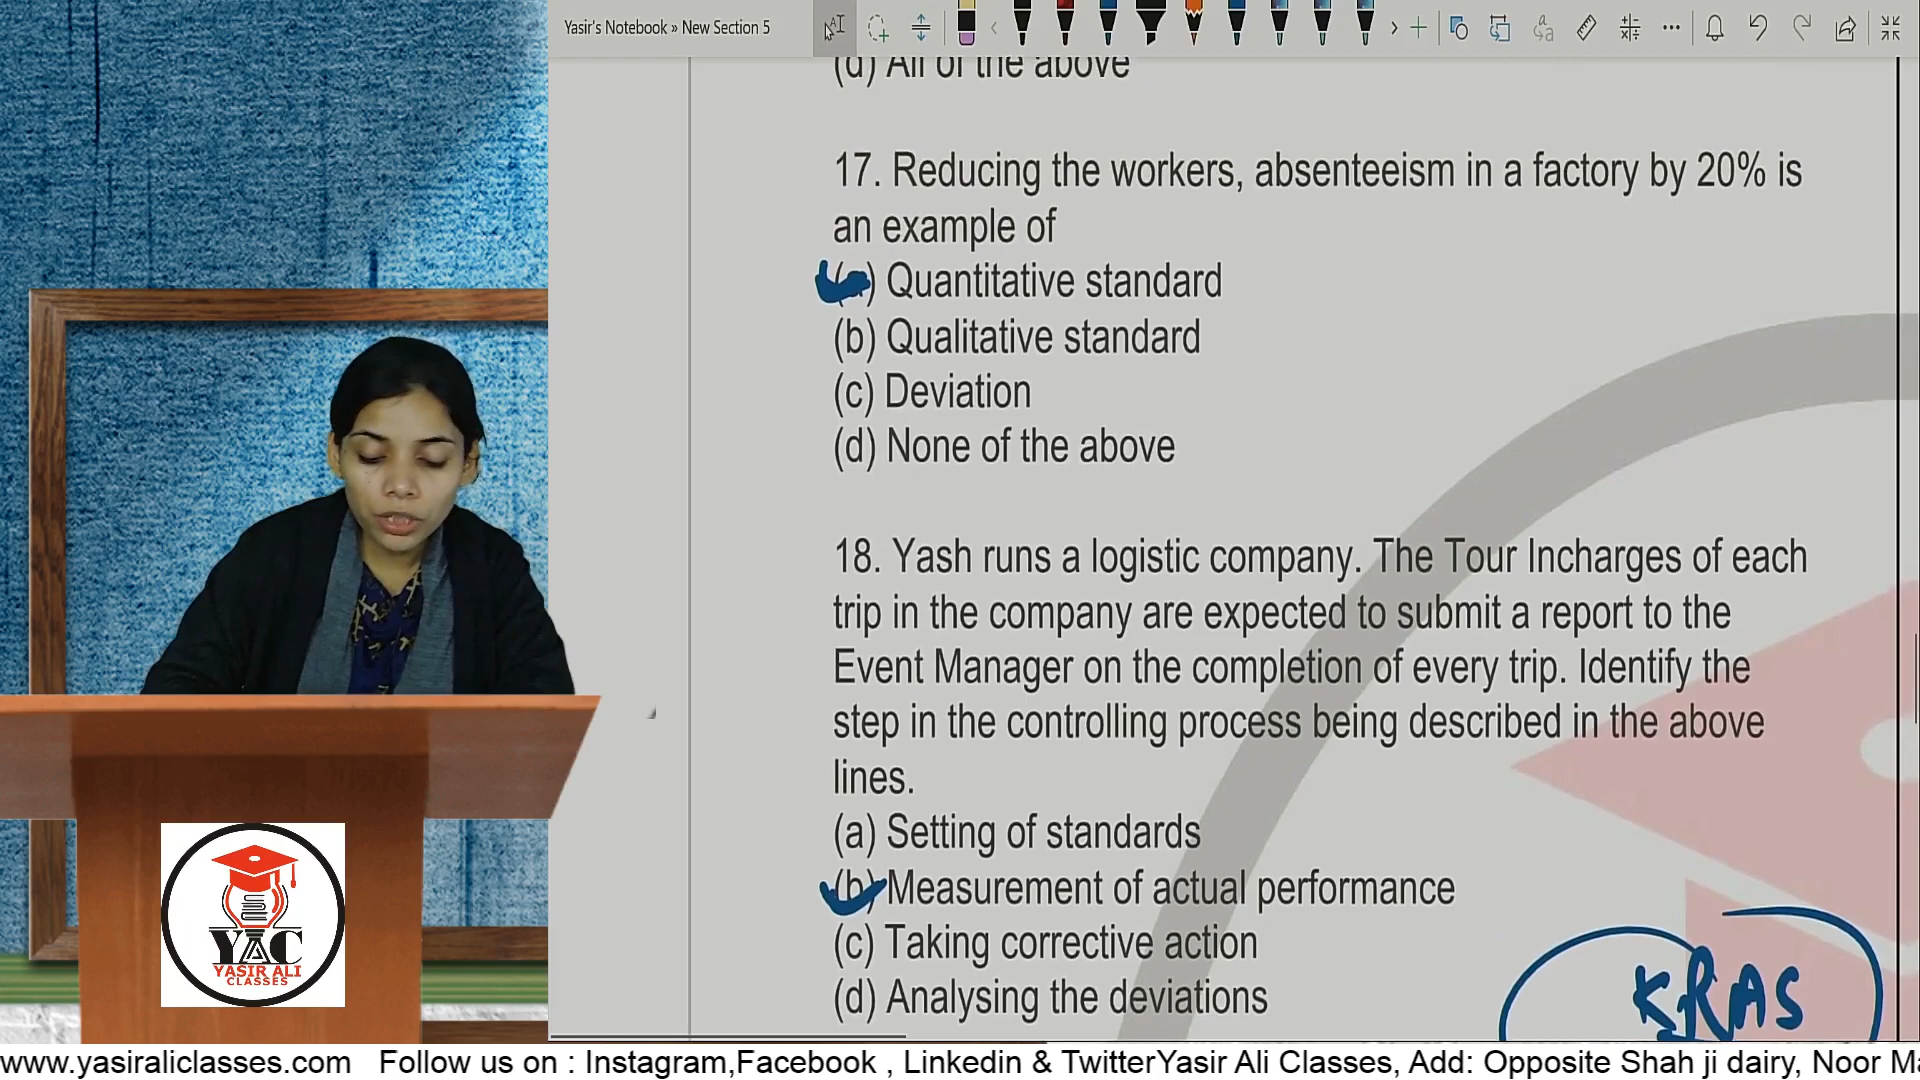 Yasir's Notebook » New Section 5
(d) All of the above
17. Reducing the workers, absenteeism in a factory by 20% is
an example of
(a) Quantitative standard
(b) Qualitative standard
(c) Deviation
(d) None of the above
18. Yash runs a logistic company. The Tour Incharges of each
trip in the company are expected to submit a report to the
Event Manager on the completion of every trip. Identify the
step in the controlling process being described in the above
lines.
(a) Setting of standards
(b) Measurement of actual performance
(c) Taking corrective action
(d) Analysing the deviations
KRAS
YAC
YASIR ALI
CLASSES
www.yasiraliclasses.com Follow us on : Instagram,Facebook , Linkedin & TwitterYasir Ali Classes, Add: Opposite Shah ji dairy, Noor